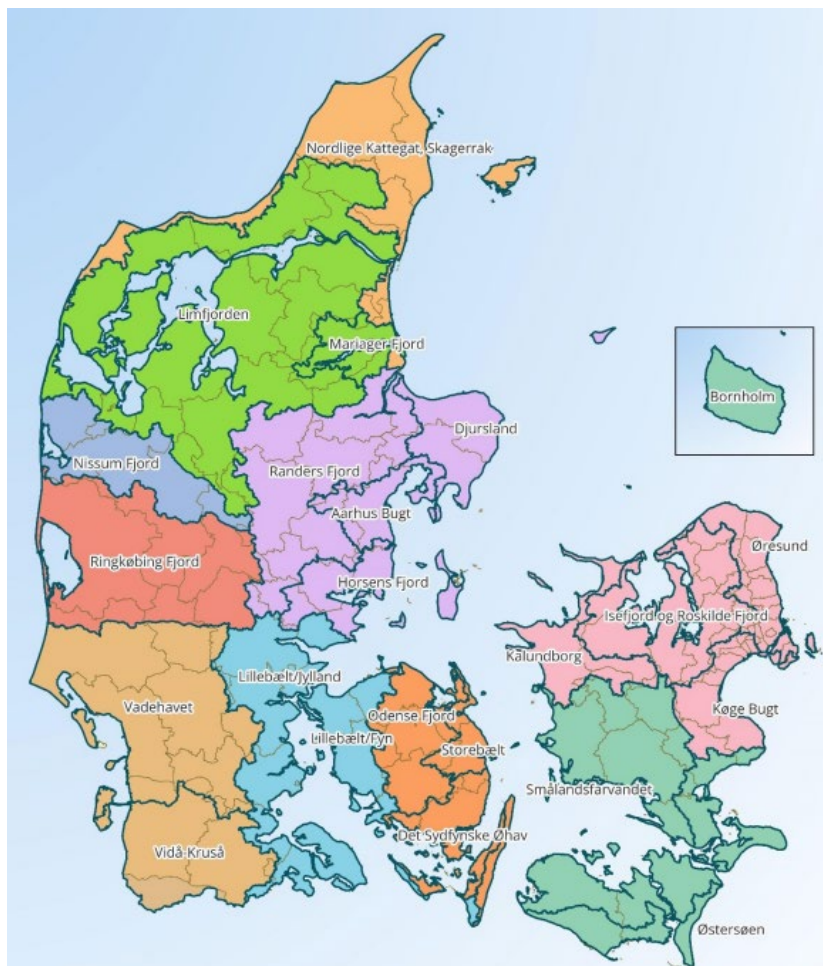 Nordlige Kattegat, Skagerrak
Limfjorden
Mariager Fjord
Bornholm
Djursland
Nissum Fjord
Randers Fjord
Aarhus Bugt
Øresund
Ringkøbing Fjord
Horsens Fjord
Isefjord og Roskilde Fjord
Kalundborg
Lillebælt/Jylland
Vadehavet
Odense Fjord
Køge Bugt
Lillebælt/Fyn
Storebælt
Smålandsfarvandet
Det Sydfynske Øhav
Vidå-Kruså
Østersøen